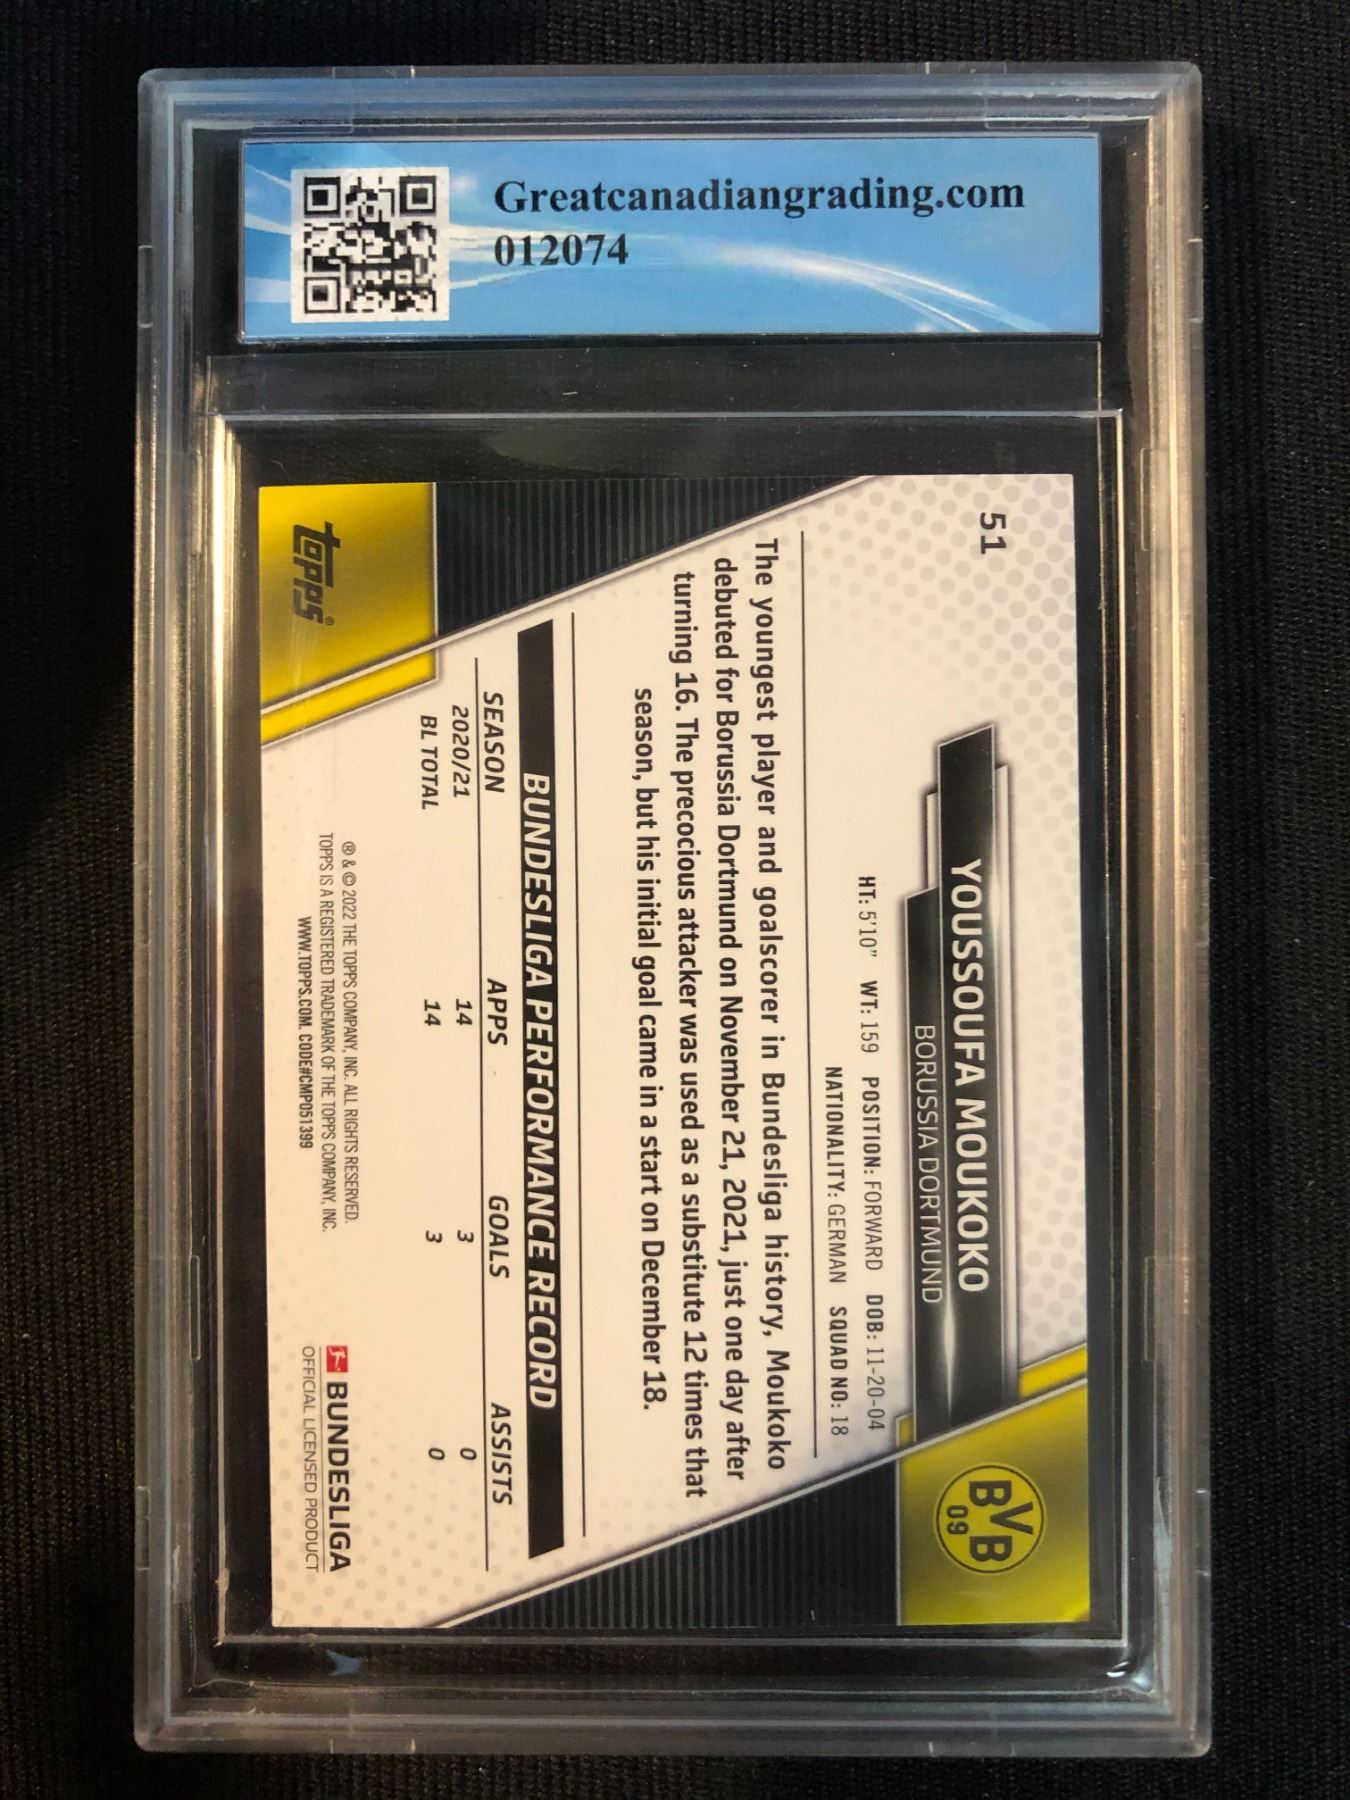 Greatcanadiangrading.com
012074
51
YOUSSOUFA MOUKOKO
BORUSSIA DORTMUND
BVB
09
HT: 5'10" WT: 159 POSITION: FORWARD DOB: 11-20-04
NATIONALITY: GERMAN SQUAD NO: 18
The youngest player and goalscorer in Bundesliga history, Moukoko
debuted for Borussia Dortmund on November 21, 2021, just one day after
turning 16. The precocious attacker was used as a substitute 12 times that
season, but his initial goal came in a start on December 18.
BUNDESLIGA PERFORMANCE RECORD
SEASON APPS GOALS ASSISTS
2020/21 14 3 0
BL TOTAL 14 3 0
topps®
® & © 2022 THE TOPPS COMPANY, INC. ALL RIGHTS RESERVED.
TOPPS IS A REGISTERED TRADEMARK OF THE TOPPS COMPANY, INC.
WWW.TOPPS.COM. CODE#CMP051399
BUNDESLIGA
OFFICIAL LICENSED PRODUCT